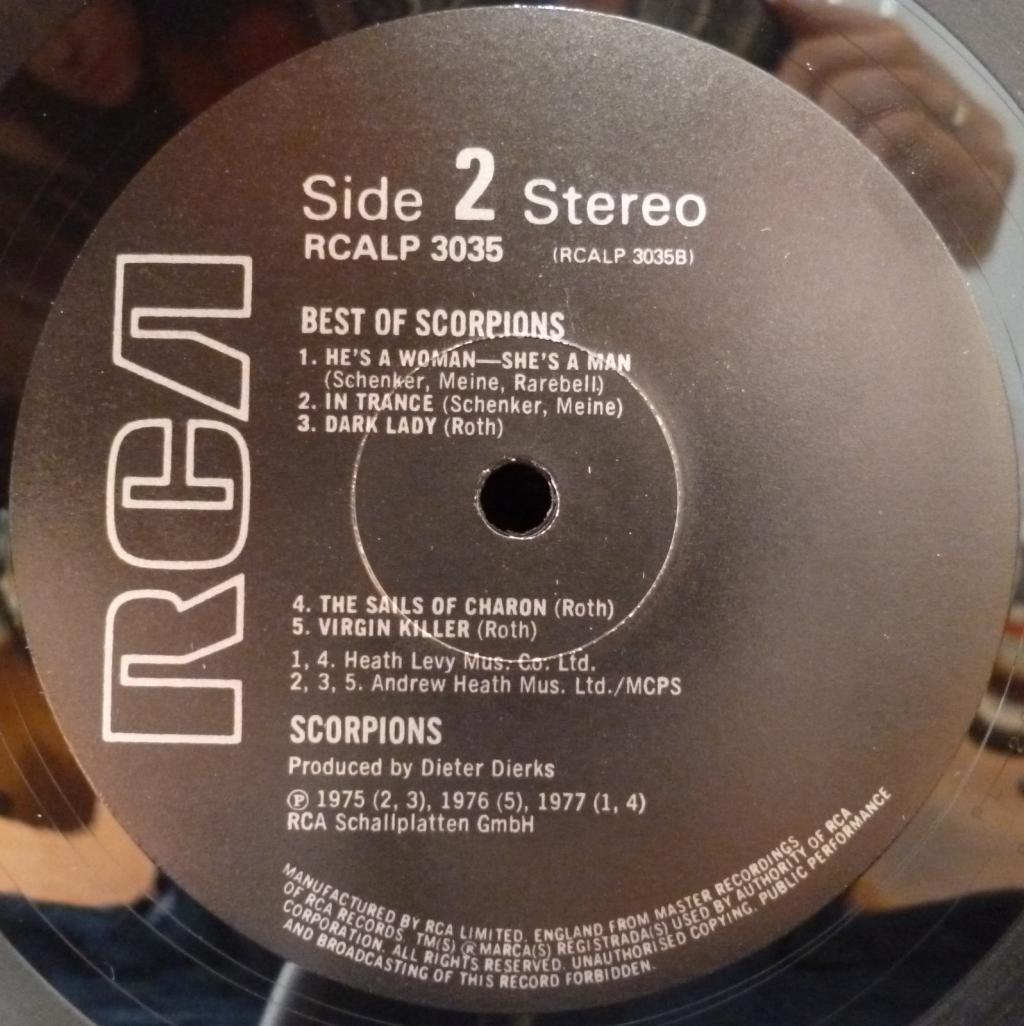 RCA
Side 2 Stereo
RCALP 3035 (RCALP 3035B)
BEST OF SCORPIONS
1. HE'S A WOMAN—SHE'S A MAN
(Schenker, Meine, Rarebell)
2. IN TRANCE (Schenker, Meine)
3. DARK LADY (Roth)
4. THE SAILS OF CHARON (Roth)
5. VIRGIN KILLER (Roth)
1, 4. Heath Levy Mus. Co. Ltd.
2, 3, 5. Andrew Heath Mus. Ltd./MCPS
SCORPIONS
Produced by Dieter Dierks
℗ 1975 (2, 3), 1976 (5), 1977 (1, 4)
RCA Schallplatten GmbH
MANUFACTURED BY RCA LIMITED, ENGLAND FROM MASTER RECORDINGS
OF RCA RECORDS. TM(S) ® MARCA(S) REGISTRADA(S) USED BY AUTHORITY OF RCA
CORPORATION. ALL RIGHTS RESERVED. UNAUTHORISED COPYING, PUBLIC PERFORMANCE
AND BROADCASTING OF THIS RECORD FORBIDDEN.